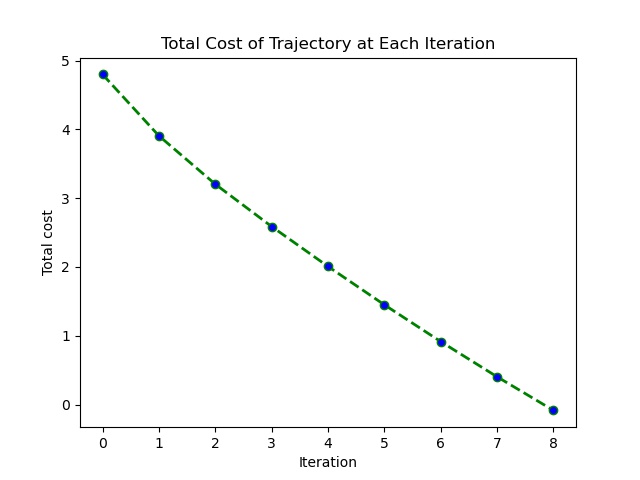 Total Cost of Trajectory at Each Iteration
5
4
3
2
1
0
Total cost
0 1 2 3 4 5 6 7 8
Iteration